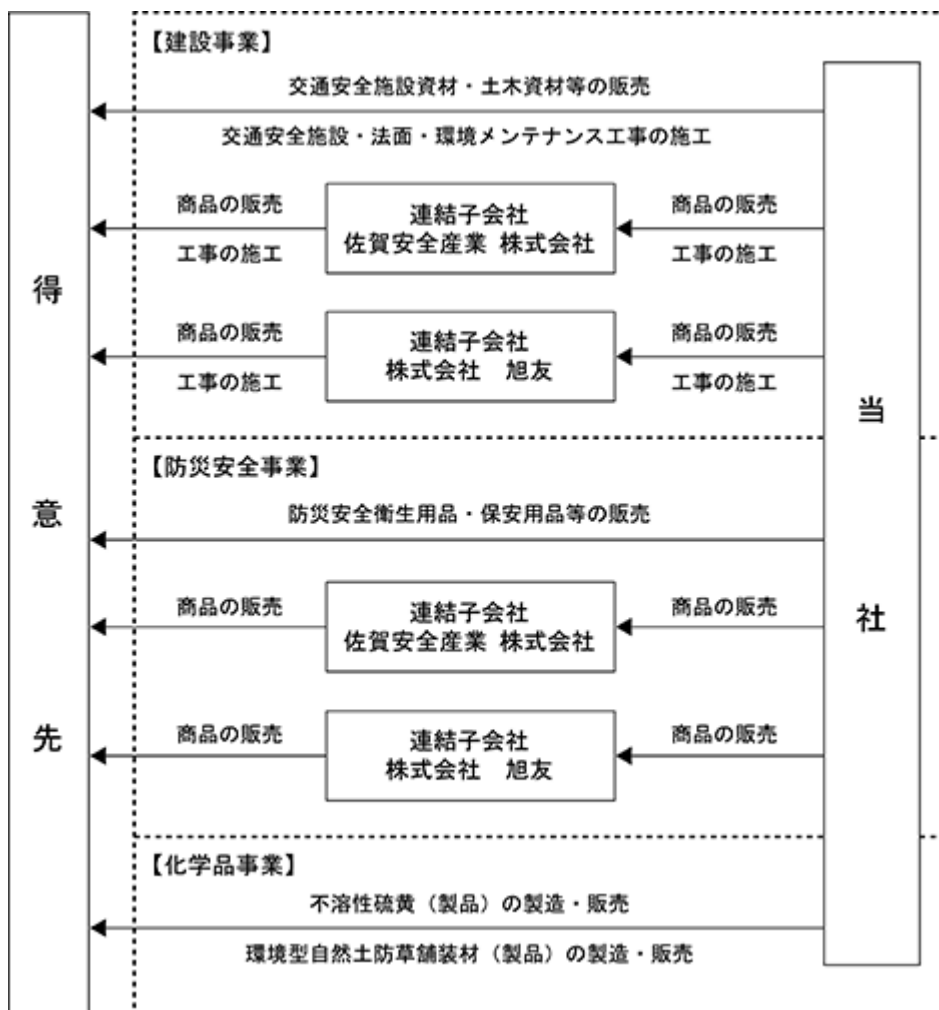 【建設事業】
交通安全施設資材・土木資材等の販売
交通安全施設・法面・環境メンテナンス工事の施工
商品の販売
工事の施工
連結子会社
佐賀安全産業 株式会社
商品の販売
工事の施工
商品の販売
工事の施工
連結子会社
株式会社　旭友
商品の販売
工事の施工
【防災安全事業】
防災安全衛生用品・保安用品等の販売
商品の販売
連結子会社
佐賀安全産業 株式会社
商品の販売
商品の販売
連結子会社
株式会社　旭友
商品の販売
【化学品事業】
不溶性硫黄（製品）の製造・販売
環境型自然土防草舗装材（製品）の製造・販売
得意先
当社